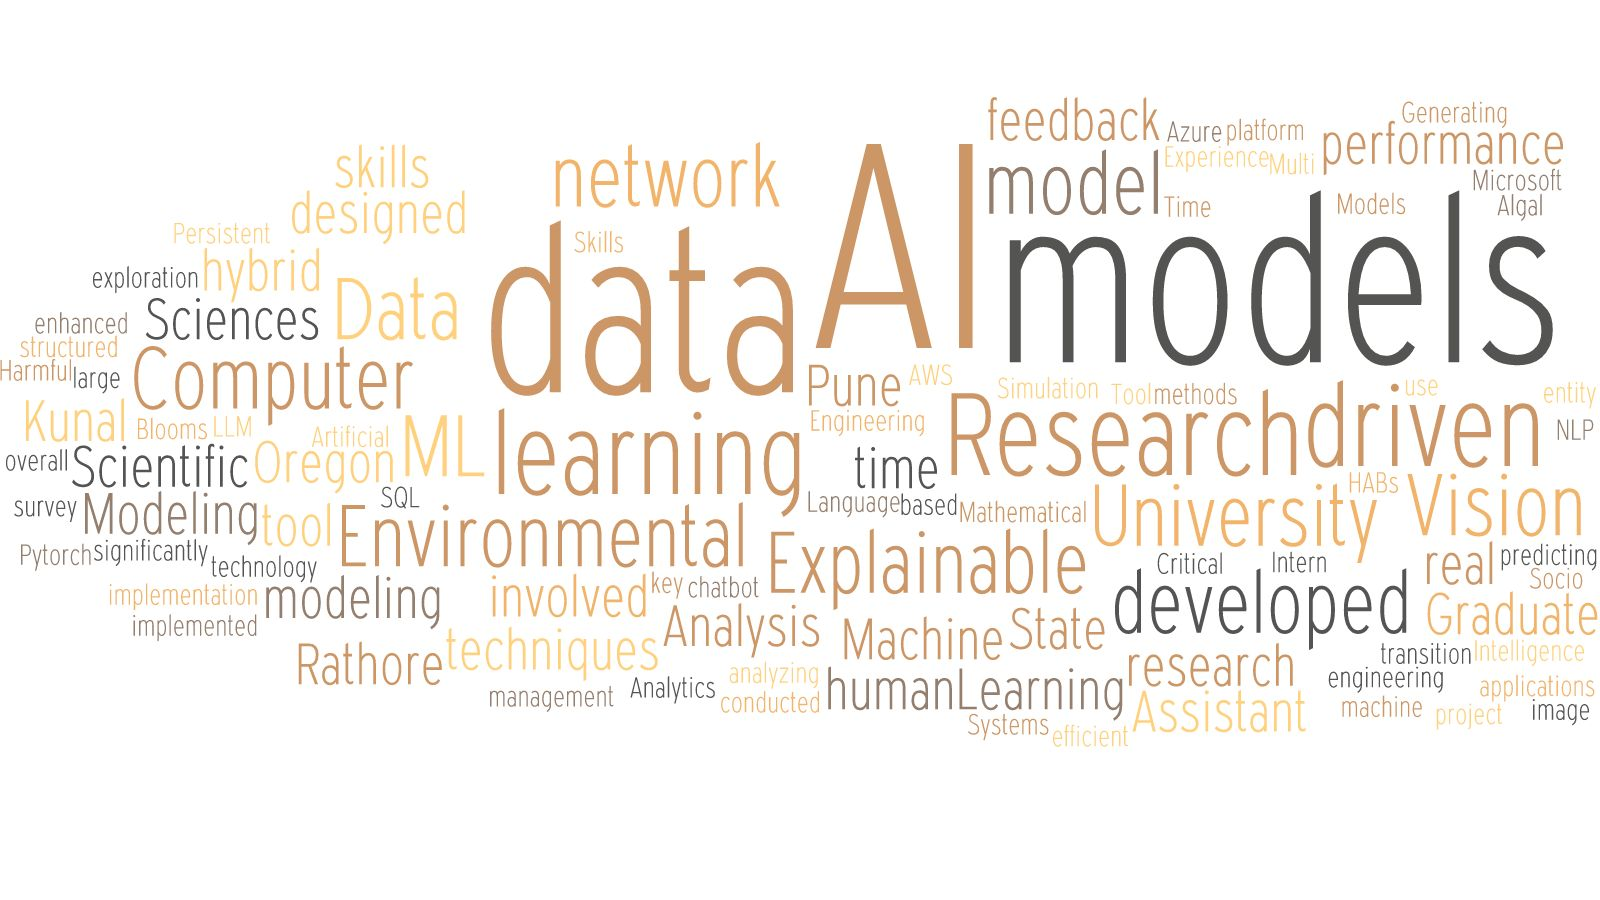 Generating
feedback
Azure platform
performance
skills
network
AI
model
Experience Multi
Microsoft
designed
Time
Models
Algal
Persistent
Skills
data
models
exploration
hybrid
Sciences
Data
enhanced
structured
Harmful large
Computer
Pune
AWS
Simulation
Tool methods
use
entity
Kunal
Blooms LLM
Artificial
ML
learning
Engineering
Research
driven
NLP
overall
Scientific
Oregon
time
HABs
survey
Modeling
tool
SQL
Environmental
Language based
Mathematical
University
Vision
Pytorch significantly
technology
Explainable
Critical
Intern
real
predicting
implementation
modeling
involved
key chatbot
developed
Socio
Graduate
implemented
Rathore
techniques
Analysis
Machine
State
research
transition
Intelligence
management
Analytics
analyzing
conducted
human
Learning
engineering
applications
Systems
efficient
Assistant
machine
project
image